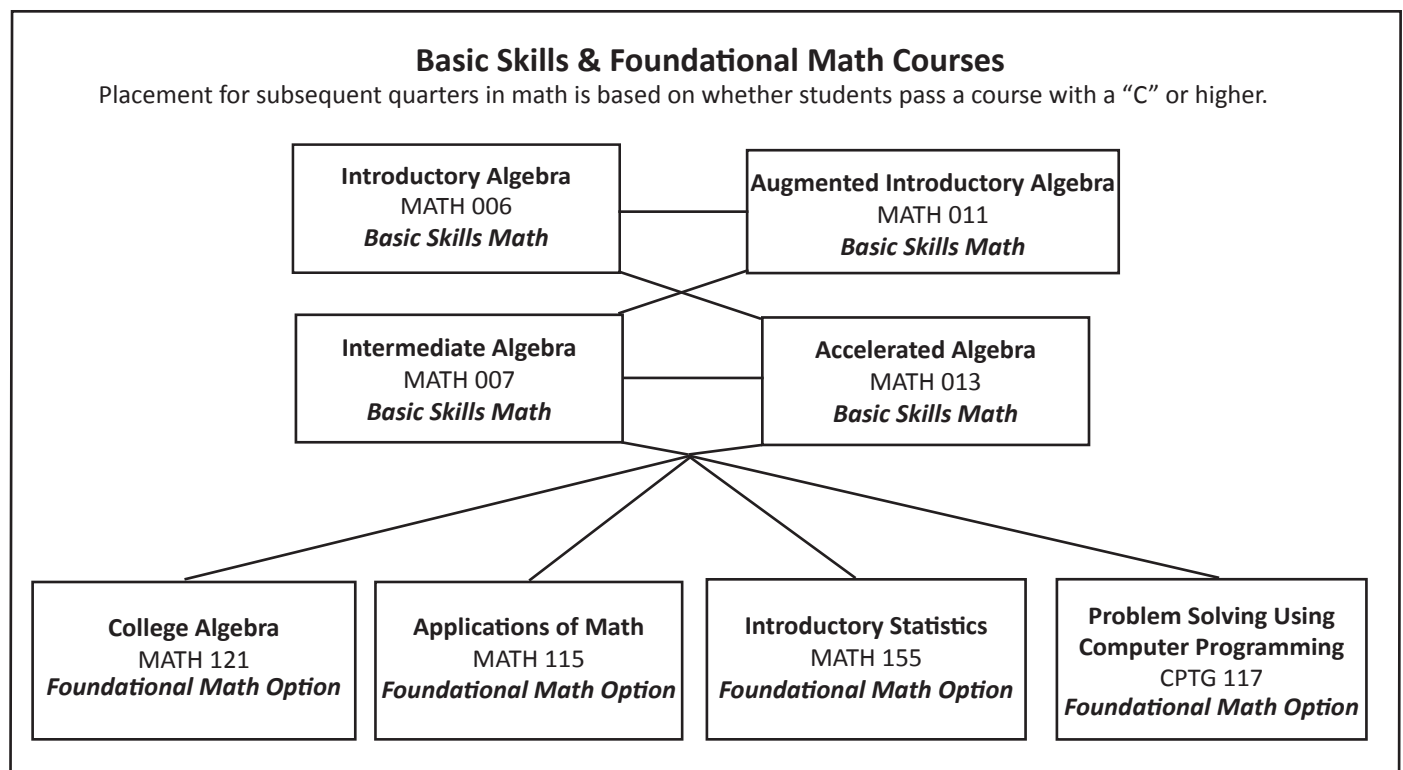 Basic Skills & Foundational Math Courses
Placement for subsequent quarters in math is based on whether students pass a course with a “C” or higher.
Introductory Algebra
MATH 006
Basic Skills Math
Augmented Introductory Algebra
MATH 011
Basic Skills Math
Intermediate Algebra
MATH 007
Basic Skills Math
Accelerated Algebra
MATH 013
Basic Skills Math
College Algebra
MATH 121
Foundational Math Option
Applications of Math
MATH 115
Foundational Math Option
Introductory Statistics
MATH 155
Foundational Math Option
Problem Solving Using
Computer Programming
CPTG 117
Foundational Math Option